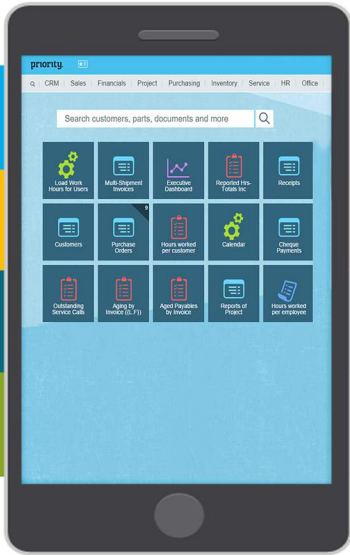 priority.
CRM Sales Financials Project Purchasing Inventory Service HR Office
Search customers, parts, documents and more
Load Work
Hours for Users
Multi-Shipment
Invoices
Executive
Dashboard
Reported Hrs-
Totals Inc
Receipts
Customers
9
Purchase
Orders
Hours worked
per customer
Calendar
Cheque
Payments
Outstanding
Service Calls
Aging by
Invoice ((. F))
Aged Payables
by Invoice
Reports of
Project
Hours worked
per employee